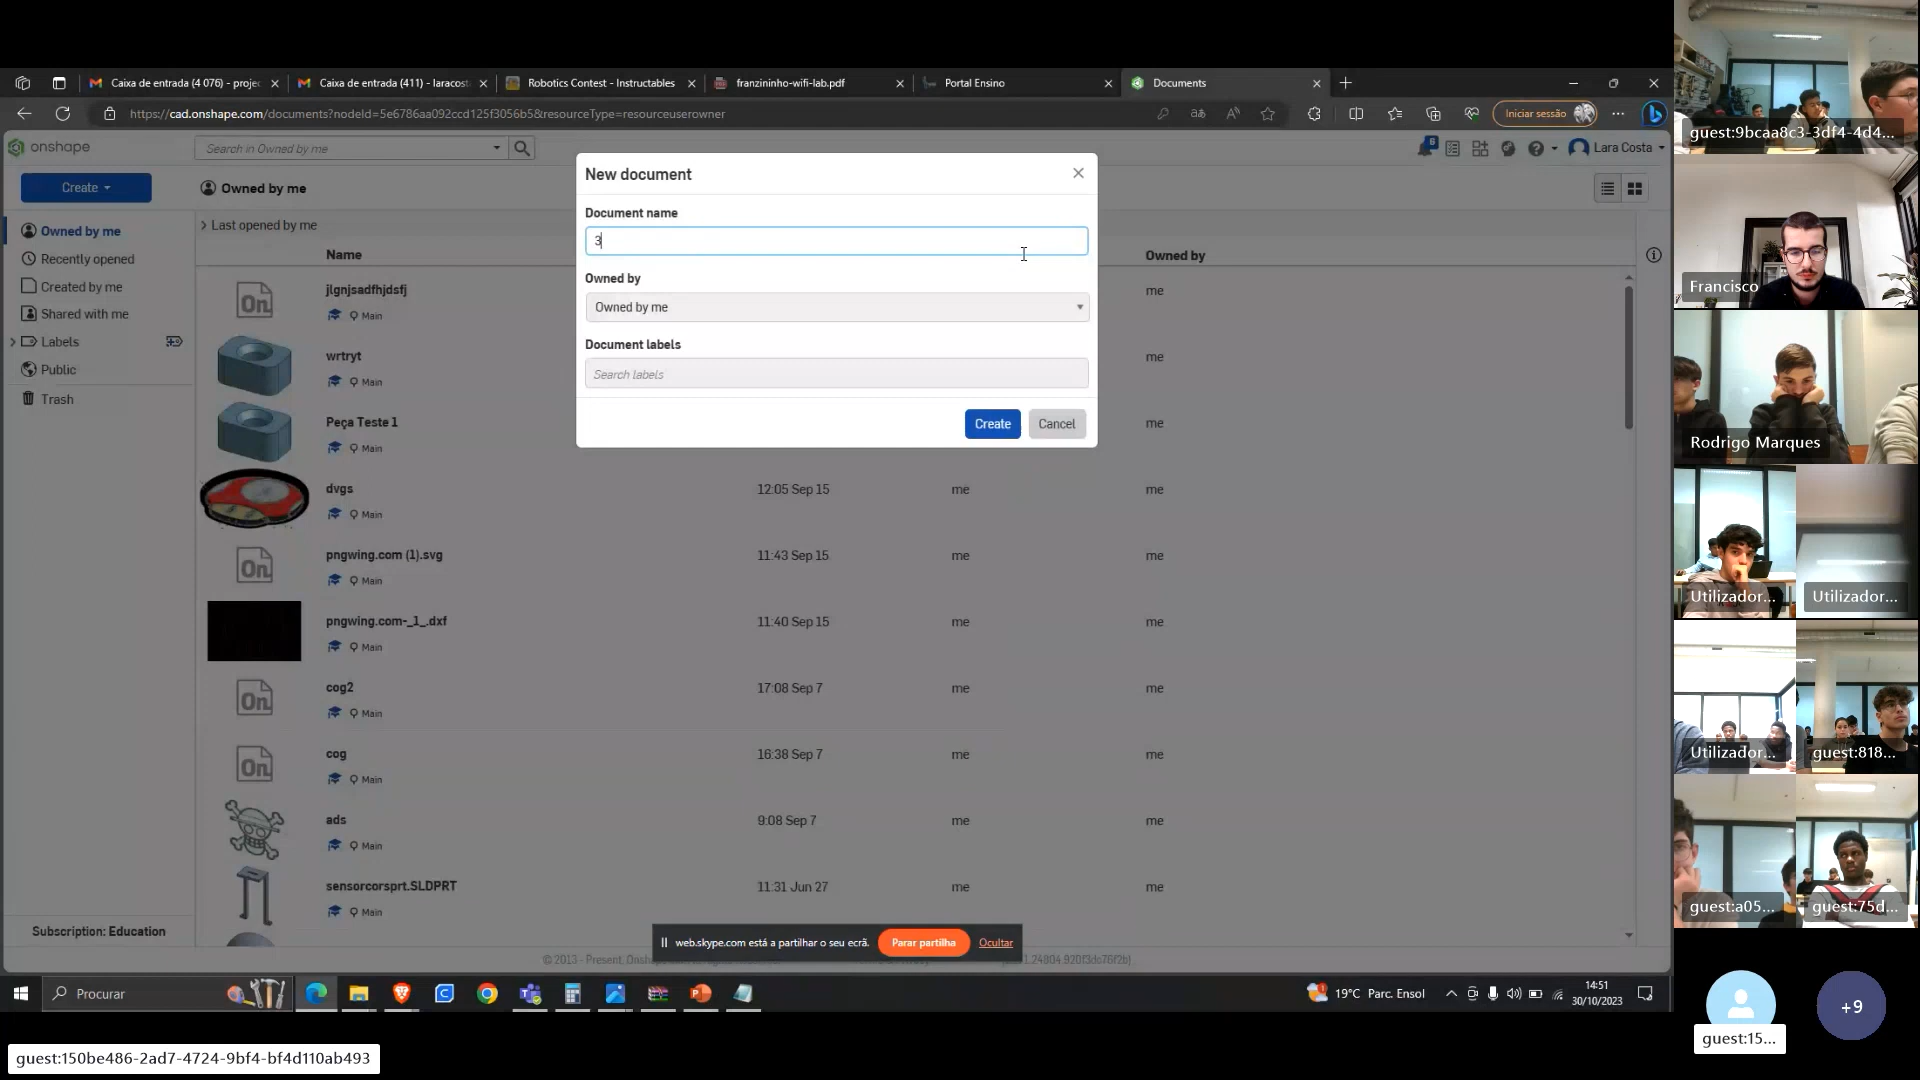 Caixa de entrada (4 076) - projec
Caixa de entrada (411) - laracost
Robotics Contest - Instructables
franzininho-wifi-lab.pdf
Portal Ensino
Documents
https://cad.onshape.com/documents?nodeId=5e6786aa092ccd125f3056b5&resourceType=resourceuserowner
Iniciar sessão
onshape
Search in Owned by me
Lara Costa
Create
Owned by me
Owned by me
Recently opened
Created by me
Shared with me
Labels
Public
Trash
Subscription: Education
Last opened by me
Name
Owned by
jlgnjsadfhjdsfj
Main
me
wrtryt
Main
me
Peça Teste 1
Main
me
dvgs
Main
12:05 Sep 15
me
me
pngwing.com (1).svg
Main
11:43 Sep 15
me
me
pngwing.com-_1_.dxf
Main
11:40 Sep 15
me
me
cog2
Main
17:08 Sep 7
me
me
cog
Main
16:38 Sep 7
me
me
ads
Main
9:08 Sep 7
me
me
sensorcorsprt.SLDPRT
Main
11:31 Jun 27
me
me
New document
Document name
3
Owned by
Owned by me
Document labels
Search labels
Create
Cancel
web.skype.com está a partilhar o seu ecrã.
Parar partilha
Ocultar
© 2013 - Present, Onshape
Procurar
19°C Parc. Ensol
14:51
30/10/2023
guest:9bcaa8c3-3df4-4d4...
Francisco
Rodrigo Marques
Utilizador...
Utilizador...
Utilizador...
guest:818...
guest:a05...
guest:75d...
guest:15...
+9
guest:150be486-2ad7-4724-9bf4-bf4d110ab493